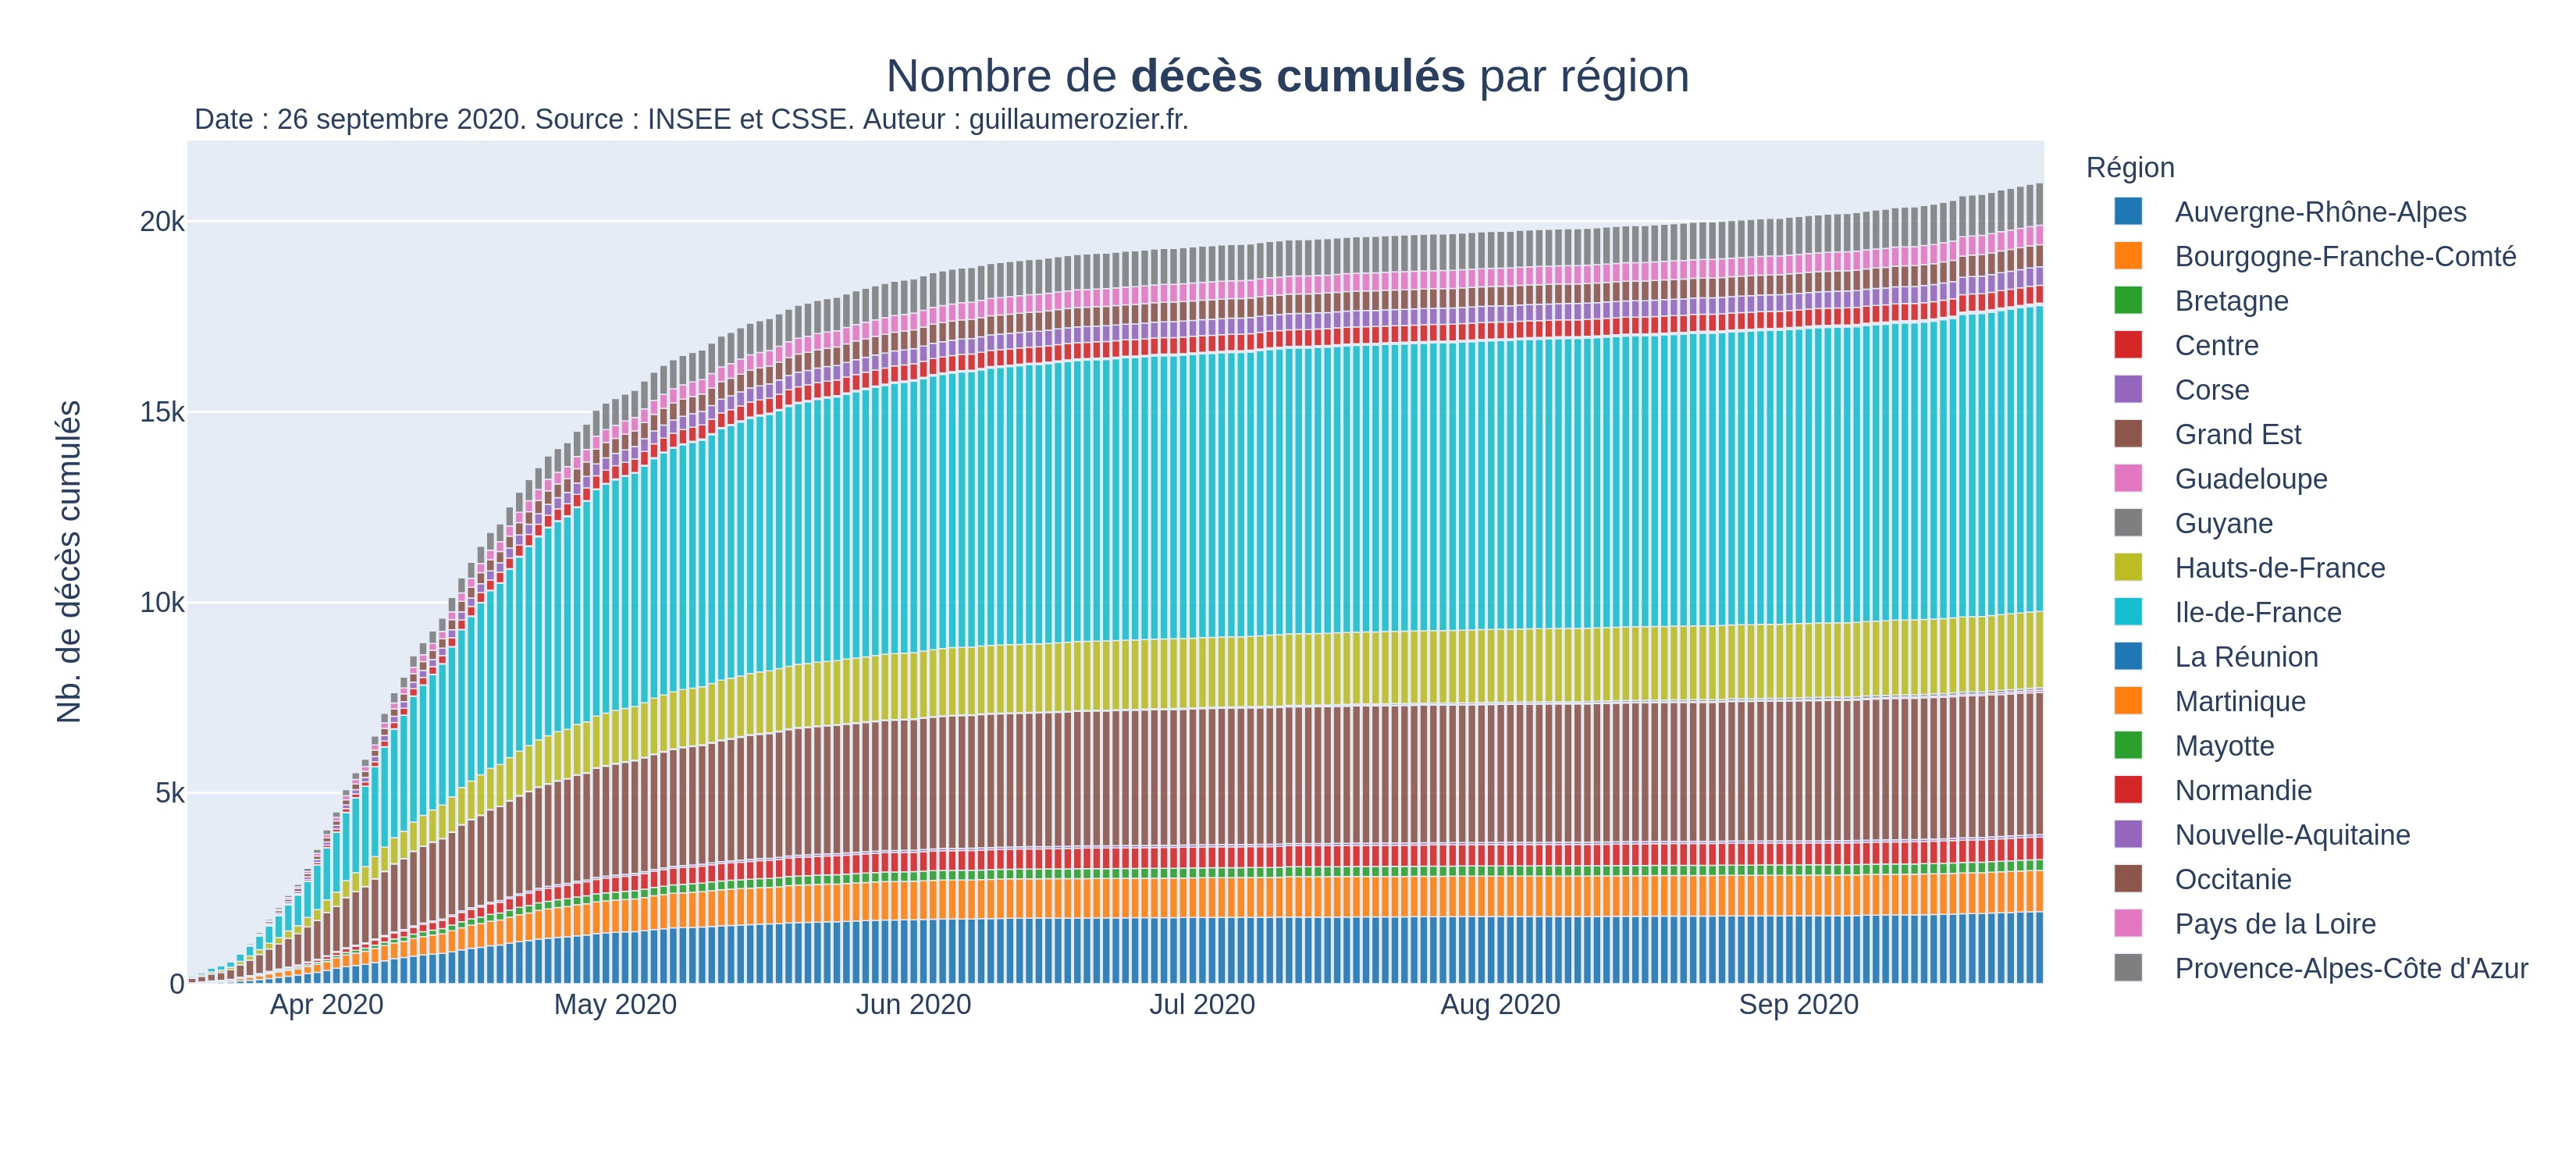 Nombre de décès cumulés par région
Date : 26 septembre 2020. Source : INSEE et CSSE. Auteur : guillaumerozier.fr.
Nb. de décès cumulés
20k
15k
10k
5k
0
Apr 2020
May 2020
Jun 2020
Jul 2020
Aug 2020
Sep 2020
Région
Auvergne-Rhône-Alpes
Bourgogne-Franche-Comté
Bretagne
Centre
Corse
Grand Est
Guadeloupe
Guyane
Hauts-de-France
Ile-de-France
La Réunion
Martinique
Mayotte
Normandie
Nouvelle-Aquitaine
Occitanie
Pays de la Loire
Provence-Alpes-Côte d'Azur